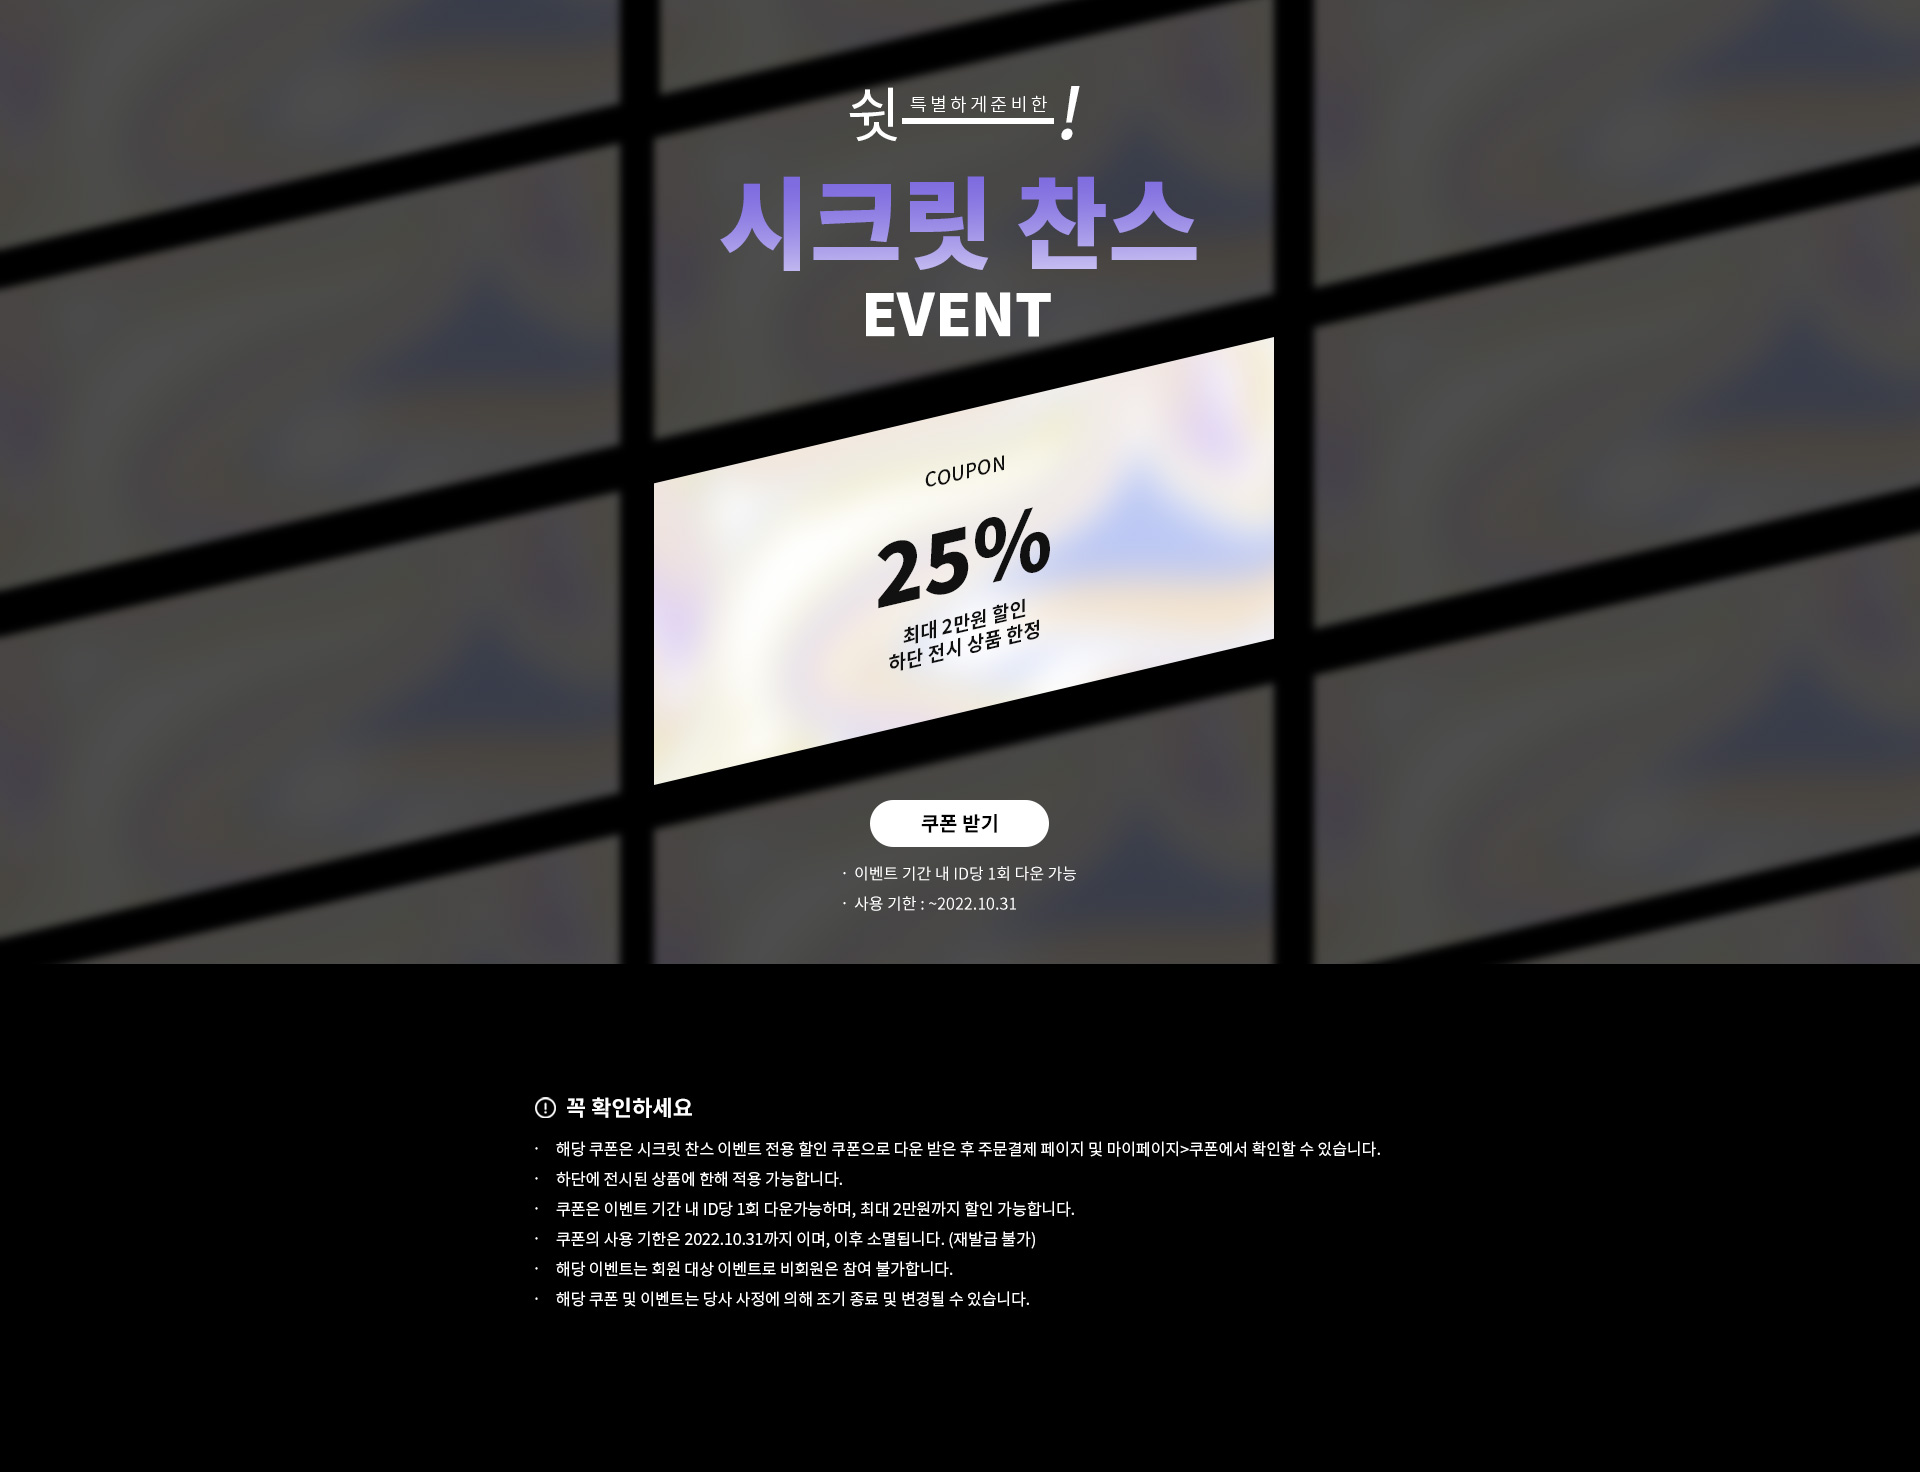 쉿 특별하게준비한 !
시크릿 찬스
EVENT
COUPON
25%
최대 2만원 할인
하단 전시 상품 한정
쿠폰 받기
· 이벤트 기간 내 ID당 1회 다운 가능
· 사용 기한 : ~2022.10.31
꼭 확인하세요
· 해당 쿠폰은 시크릿 찬스 이벤트 전용 할인 쿠폰으로 다운 받은 후 주문결제 페이지 및 마이페이지>쿠폰에서 확인할 수 있습니다.
· 하단에 전시된 상품에 한해 적용 가능합니다.
· 쿠폰은 이벤트 기간 내 ID당 1회 다운가능하며, 최대 2만원까지 할인 가능합니다.
· 쿠폰의 사용 기한은 2022.10.31까지 이며, 이후 소멸됩니다. (재발급 불가)
· 해당 이벤트는 회원 대상 이벤트로 비회원은 참여 불가합니다.
· 해당 쿠폰 및 이벤트는 당사 사정에 의해 조기 종료 및 변경될 수 있습니다.